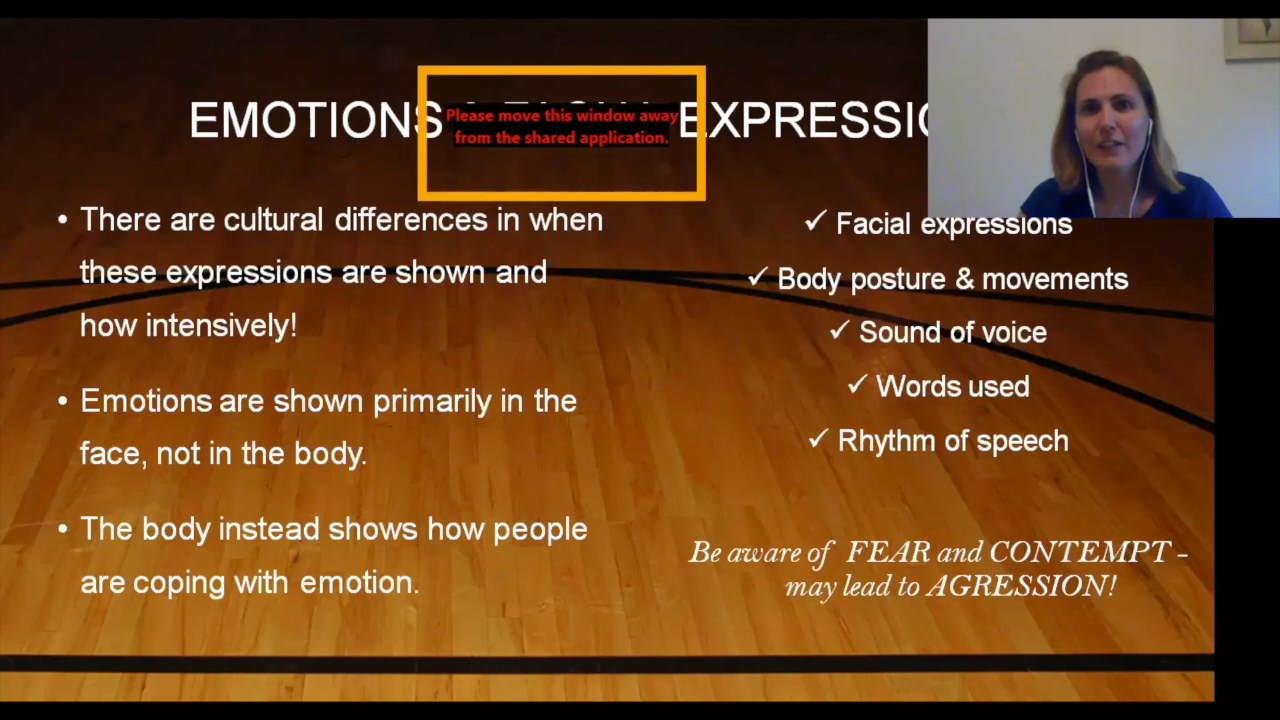 EMOTIONS EXPRESSIO
Please move this window away
from the shared application.
• There are cultural differences in when
these expressions are shown and
how intensively!
• Emotions are shown primarily in the
face, not in the body.
• The body instead shows how people
are coping with emotion.
✓ Facial expressions
✓ Body posture & movements
✓ Sound of voice
✓ Words used
✓ Rhythm of speech
Be aware of FEAR and CONTEMPT -
may lead to AGRESSION!